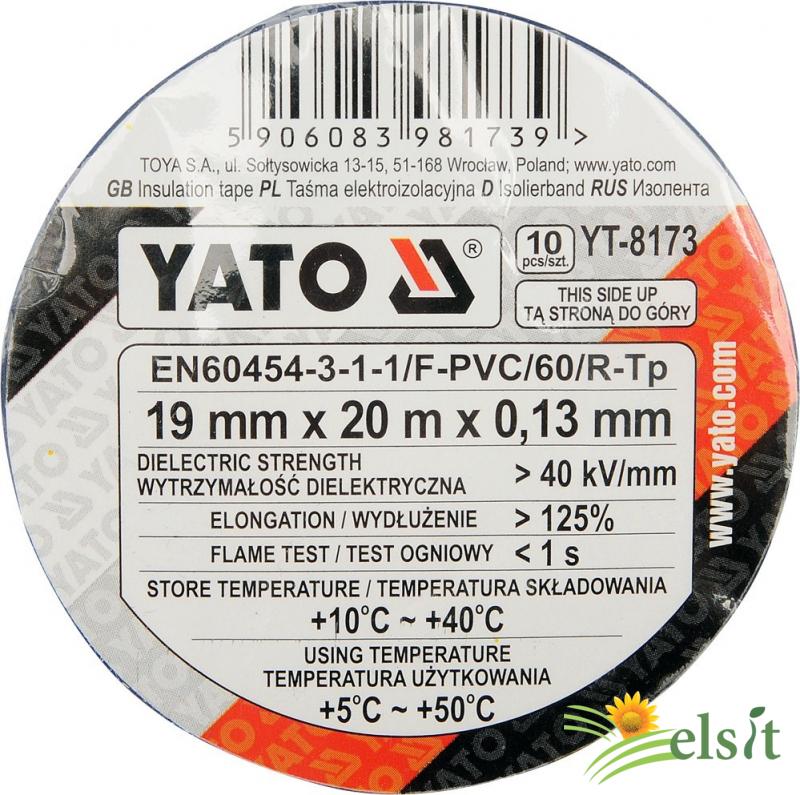 5 906083 981739 >
TOYA S.A., ul. Sołtysowicka 13-15, 51-168 Wrocław, Poland; www.yato.com
GB Insulation tape PL Taśma elektroizolacyjna D Isolierband RUS Изолента
YATO ®
10 pcs/szt.
YT-8173
THIS SIDE UP
TĄ STRONĄ DO GÓRY
EN60454-3-1-1/F-PVC/60/R-Tp
19 mm x 20 m x 0,13 mm
DIELECTRIC STRENGTH
WYTRZYMAŁOŚĆ DIELEKTRYCZNA > 40 kV/mm
ELONGATION / WYDŁUŻENIE > 125%
FLAME TEST / TEST OGNIOWY < 1 s
STORE TEMPERATURE / TEMPERATURA SKŁADOWANIA
+10°C ~ +40°C
USING TEMPERATURE
TEMPERATURA UŻYTKOWANIA
+5°C ~ +50°C
www.yato.com
YATO
YATO
YATO
elsit